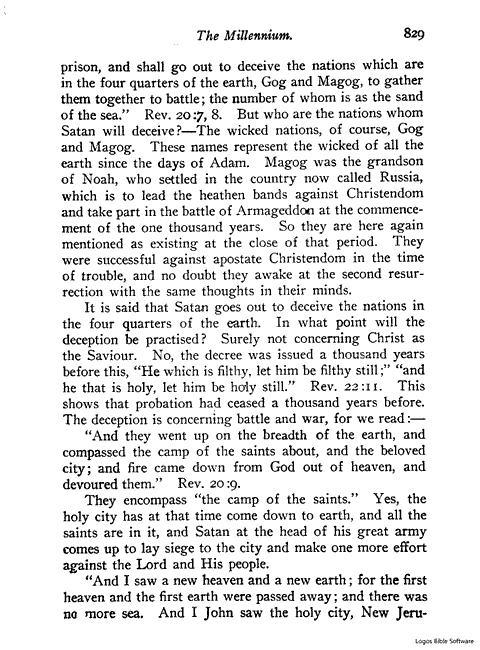 The Millennium. 829
prison, and shall go out to deceive the nations which are
in the four quarters of the earth, Gog and Magog, to gather
them together to battle; the number of whom is as the sand
of the sea." Rev. 20:7, 8. But who are the nations whom
Satan will deceive?—The wicked nations, of course, Gog
and Magog. These names represent the wicked of all the
earth since the days of Adam. Magog was the grandson
of Noah, who settled in the country now called Russia,
which is to lead the heathen bands against Christendom
and take part in the battle of Armageddon at the commence-
ment of the one thousand years. So they are here again
mentioned as existing at the close of that period. They
were successful against apostate Christendom in the time
of trouble, and no doubt they awake at the second resur-
rection with the same thoughts in their minds.
It is said that Satan goes out to deceive the nations in
the four quarters of the earth. In what point will the
deception be practised? Surely not concerning Christ as
the Saviour. No, the decree was issued a thousand years
before this, "He which is filthy, let him be filthy still;" "and
he that is holy, let him be holy still." Rev. 22:11. This
shows that probation had ceased a thousand years before.
The deception is concerning battle and war, for we read:—
"And they went up on the breadth of the earth, and
compassed the camp of the saints about, and the beloved
city; and fire came down from God out of heaven, and
devoured them." Rev. 20:9.
They encompass "the camp of the saints." Yes, the
holy city has at that time come down to earth, and all the
saints are in it, and Satan at the head of his great army
comes up to lay siege to the city and make one more effort
against the Lord and His people.
"And I saw a new heaven and a new earth; for the first
heaven and the first earth were passed away; and there was
no more sea. And I John saw the holy city, New Jeru-
Logos Bible Software